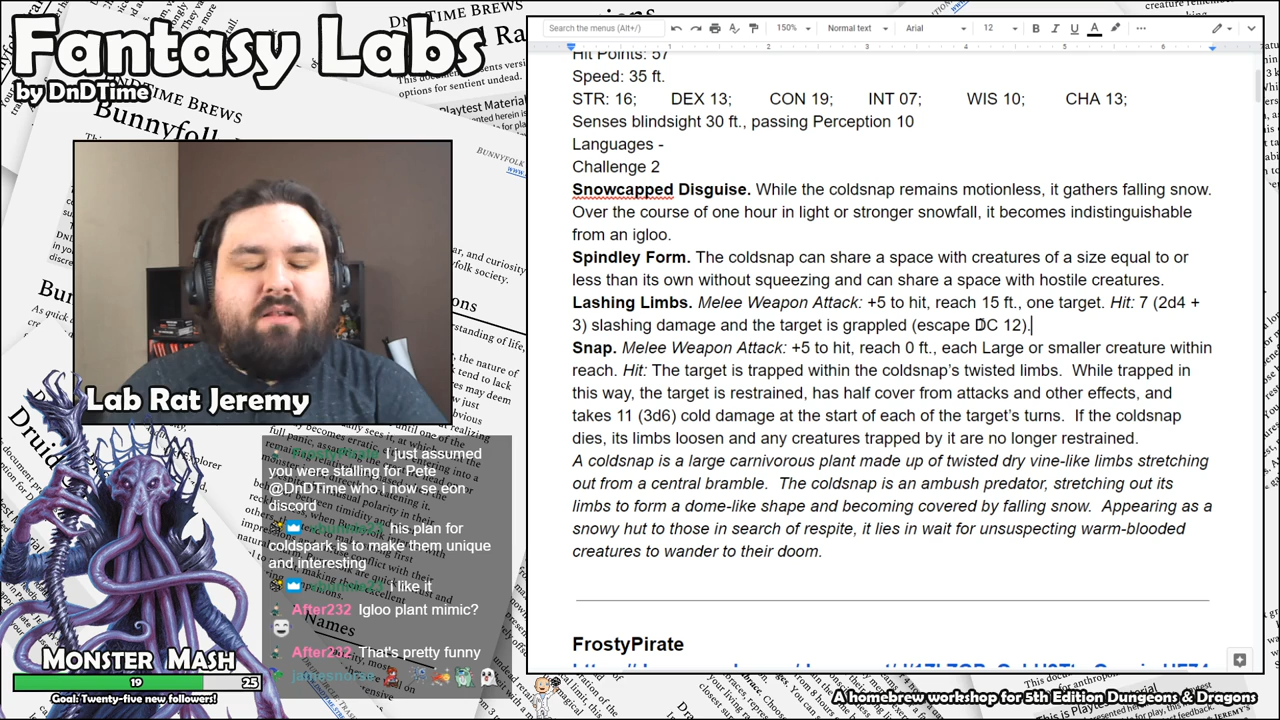 Fantasy Labs
by DnDTime
Lab Rat Jeremy
MONSTER MASH
19
25
Goal: Twenty-five new followers!
I just assumed
you were stalling for Pete
@DnDTime who i now se eon
discord
his plan for
coldspark is to make them unique
and interesting
i like it
After232 Igloo plant mimic?
After232 That's pretty funny
jamesnorse
Search the menus (Alt+/)
150%
Normal text
Arial
12
B I U A
Hit Points: 57
Speed: 35 ft.
STR: 16; DEX 13; CON 19; INT 07; WIS 10; CHA 13;
Senses blindsight 30 ft., passing Perception 10
Languages -
Challenge 2
Snowcapped Disguise. While the coldsnap remains motionless, it gathers falling snow.
Over the course of one hour in light or stronger snowfall, it becomes indistinguishable
from an igloo.
Spindley Form. The coldsnap can share a space with creatures of a size equal to or
less than its own without squeezing and can share a space with hostile creatures.
Lashing Limbs. Melee Weapon Attack: +5 to hit, reach 15 ft., one target. Hit: 7 (2d4 +
3) slashing damage and the target is grappled (escape DC 12).
Snap. Melee Weapon Attack: +5 to hit, reach 0 ft., each Large or smaller creature within
reach. Hit: The target is trapped within the coldsnap's twisted limbs. While trapped in
this way, the target is restrained, has half cover from attacks and other effects, and
takes 11 (3d6) cold damage at the start of each of the target's turns. If the coldsnap
dies, its limbs loosen and any creatures trapped by it are no longer restrained.
A coldsnap is a large carnivorous plant made up of twisted dry vine-like limbs stretching
out from a central bramble. The coldsnap is an ambush predator, stretching out its
limbs to form a dome-like shape and becoming covered by falling snow. Appearing as a
snowy hut to those in search of respite, it lies in wait for unsuspecting warm-blooded
creatures to wander to their doom.
FrostyPirate
A homebrew workshop for 5th Edition Dungeons & Dragons